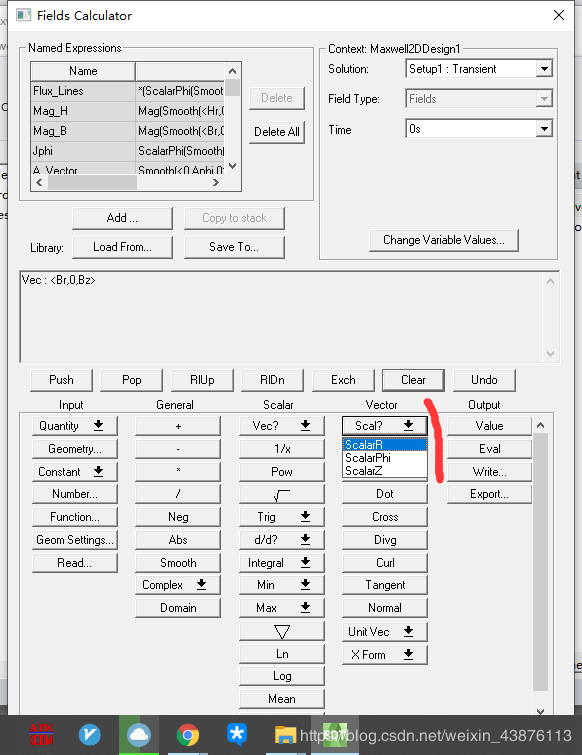 Fields Calculator
Named Expressions
Name
Flux_Lines *(ScalarPhi(Smoot
Mag_H Mag(Smooth(<Hr,0
Mag_B Mag(Smooth(<Br,0
Jphi ScalarPhi(Smooth(
A_Vector Smooth(<0,Aphi,0
Delete
Delete All
Context: Maxwell2DDesign1
Solution: Setup1 : Transient
Field Type: Fields
Time 0s
Change Variable Values...
Add ... Copy to stack
Library: Load From... Save To...
Vec : <Br,0,Bz>
Push Pop RlUp RlDn Exch Clear Undo
Input General Scalar Vector Output
Quantity + Vec? Scal? Value
ScalarR
ScalarPhi
ScalarZ
Geometry... - 1/x Eval
Constant * Pow Write...
Number... / √ Dot Export...
Function... Neg Trig Cross
Geom Settings... Abs d/d? Divg
Read... Smooth Integral Curl
Complex Min Tangent
Domain Max Normal
▽ Unit Vec
Ln X Form
Log
Mean
https://blog.csdn.net/weixin_43876113